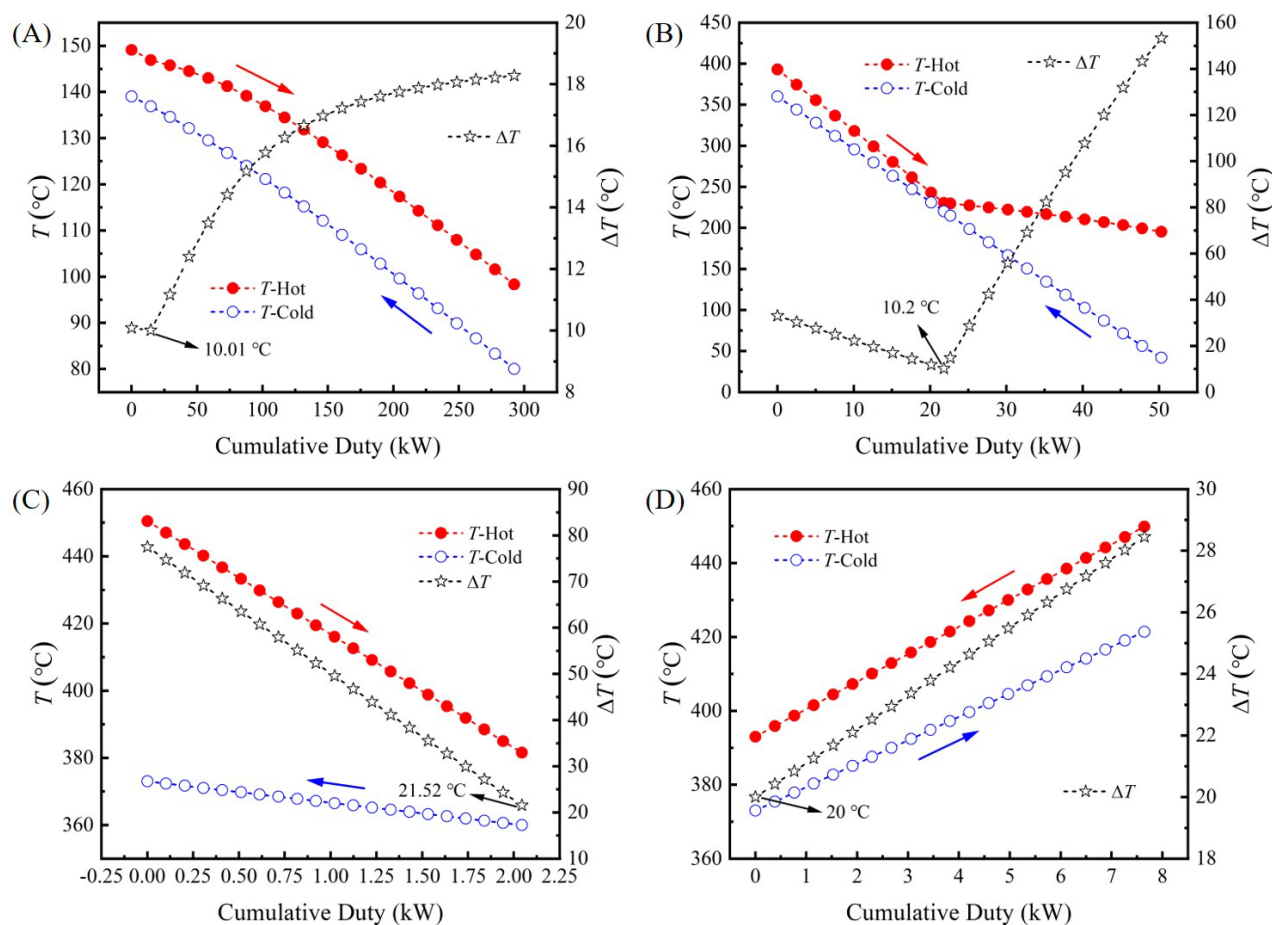 (A)
T (°C)
150
140
130
120
110
100
90
80
20
18
16
14
12
10
8
ΔT (°C)
ΔT
T-Hot
T-Cold
10.01 °C
0 50 100 150 200 250 300
Cumulative Duty (kW)
(B)
T (°C)
450
400
350
300
250
200
150
100
50
0
160
140
120
100
80
60
40
20
0
ΔT (°C)
T-Hot
T-Cold
ΔT
10.2 °C
0 10 20 30 40 50
Cumulative Duty (kW)
(C)
T (°C)
460
440
420
400
380
360
90
80
70
60
50
40
30
20
10
ΔT (°C)
T-Hot
T-Cold
ΔT
21.52 °C
-0.25 0.00 0.25 0.50 0.75 1.00 1.25 1.50 1.75 2.00 2.25
Cumulative Duty (kW)
(D)
T (°C)
460
440
420
400
380
360
30
28
26
24
22
20
18
ΔT (°C)
T-Hot
T-Cold
ΔT
20 °C
0 1 2 3 4 5 6 7 8
Cumulative Duty (kW)